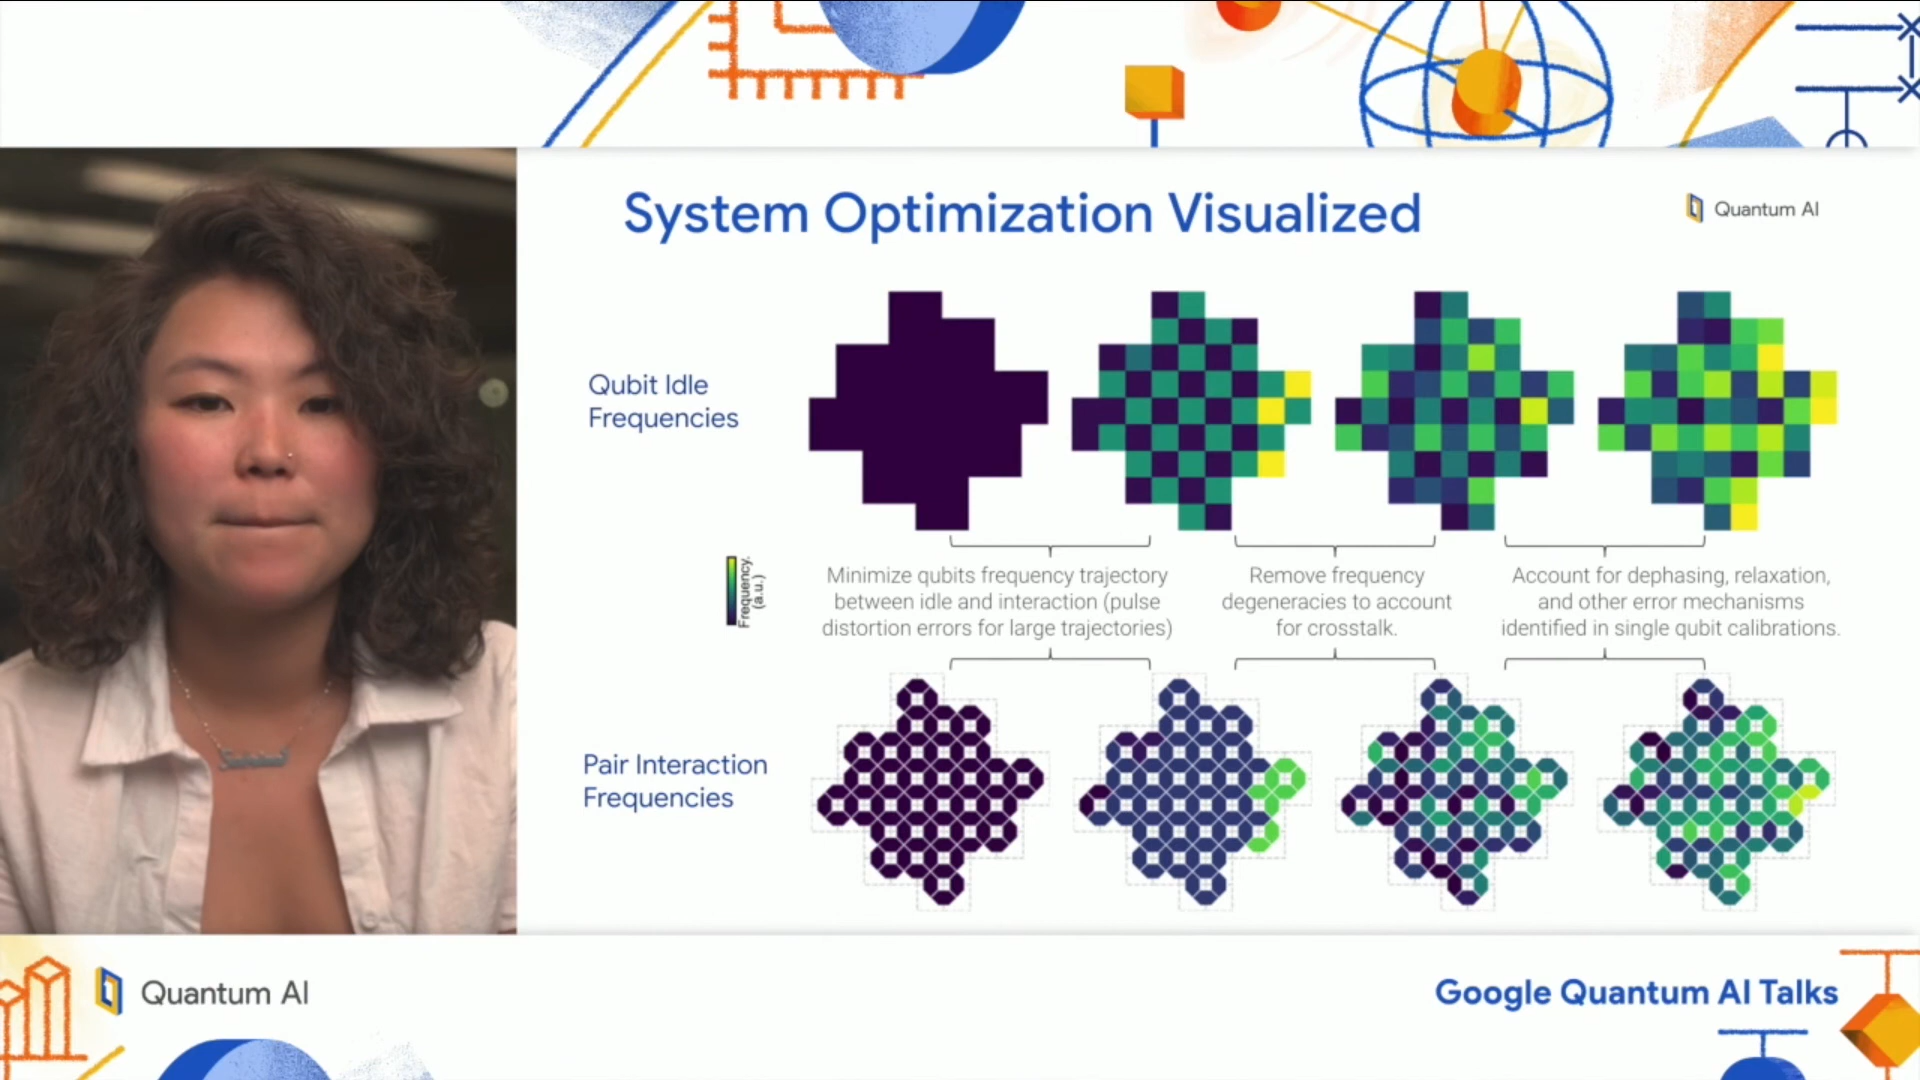 System Optimization Visualized
Quantum AI
Qubit Idle
Frequencies
Frequency.
(a.u.)
Minimize qubits frequency trajectory
between idle and interaction (pulse
distortion errors for large trajectories)
Remove frequency
degeneracies to account
for crosstalk.
Account for dephasing, relaxation,
and other error mechanisms
identified in single qubit calibrations.
Pair Interaction
Frequencies
Quantum AI
Google Quantum AI Talks